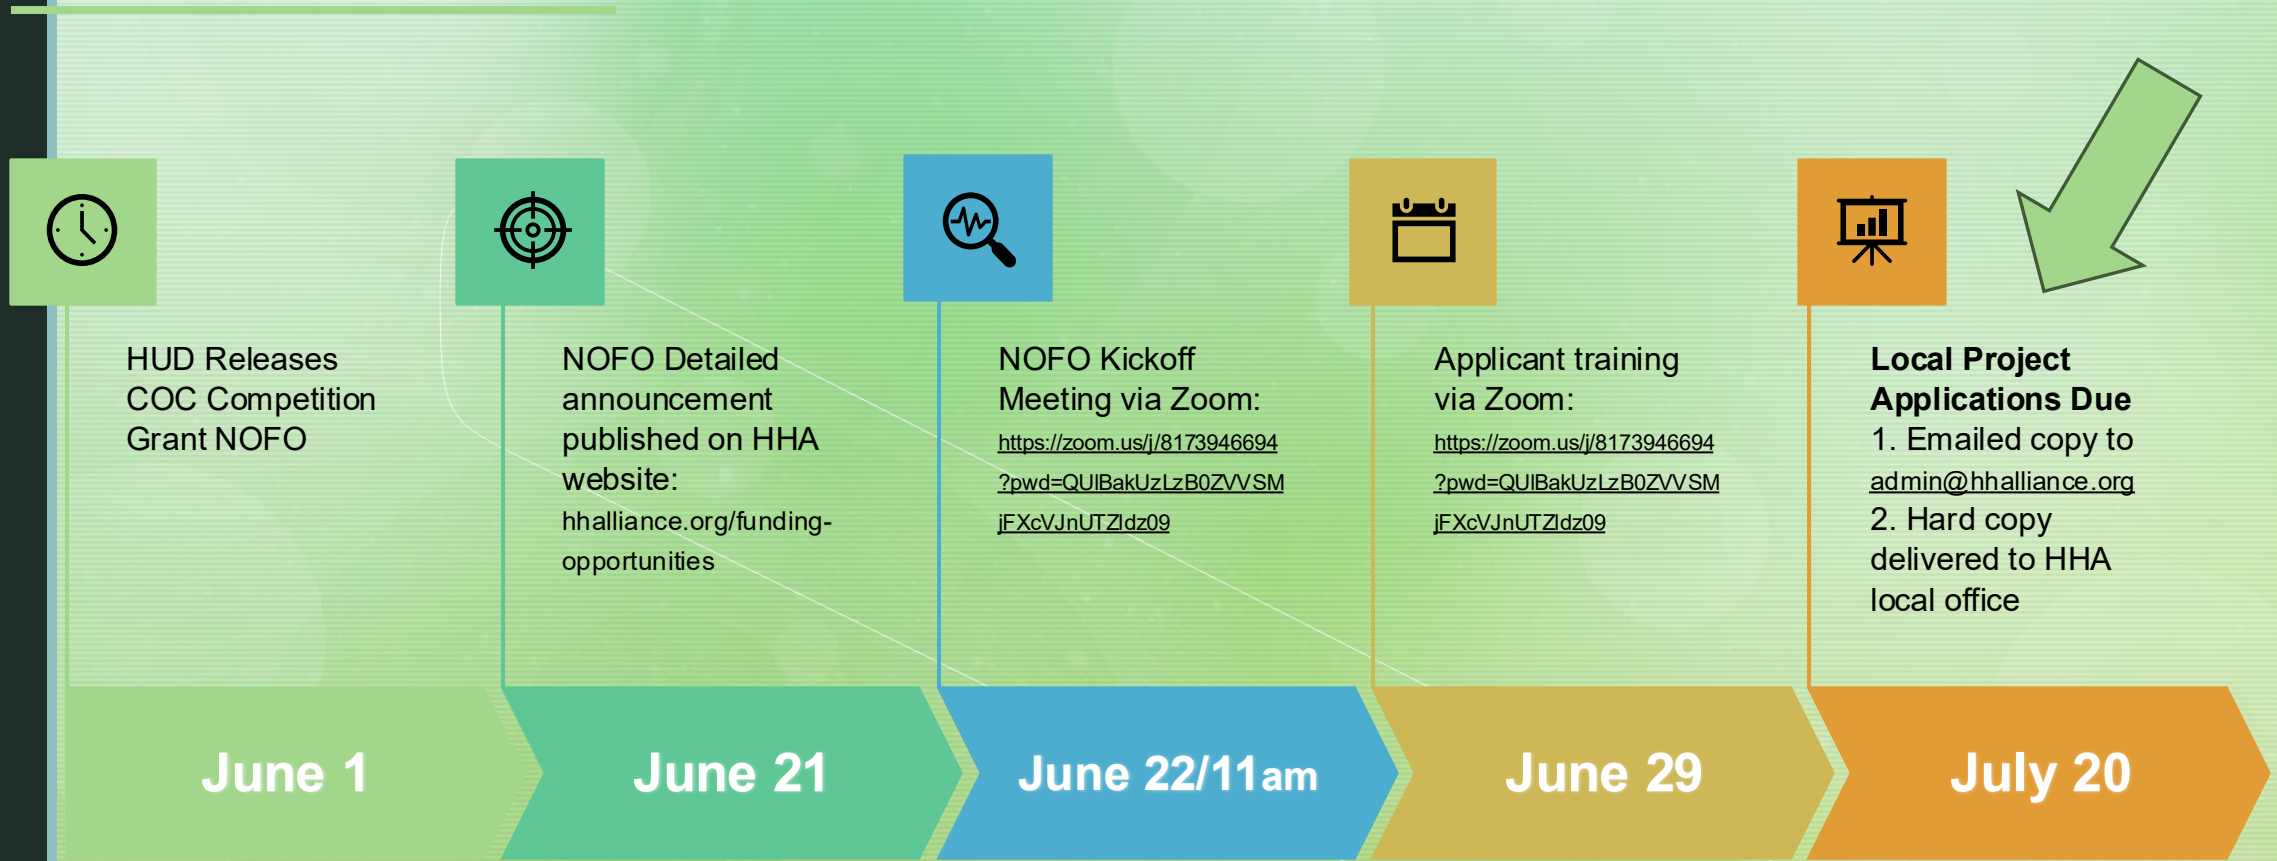 HUD Releases
COC Competition
Grant NOFO
NOFO Detailed
announcement
published on HHA
website:
hhalliance.org/funding-
opportunities
NOFO Kickoff
Meeting via Zoom:
https://zoom.us/j/8173946694
?pwd=QUlBakUzLzB0ZVVSM
jFXcVJnUTZldz09
Applicant training
via Zoom:
https://zoom.us/j/8173946694
?pwd=QUlBakUzLzB0ZVVSM
jFXcVJnUTZldz09
Local Project
Applications Due
1. Emailed copy to
admin@hhalliance.org
2. Hard copy
delivered to HHA
local office
June 1
June 21
June 22/11am
June 29
July 20